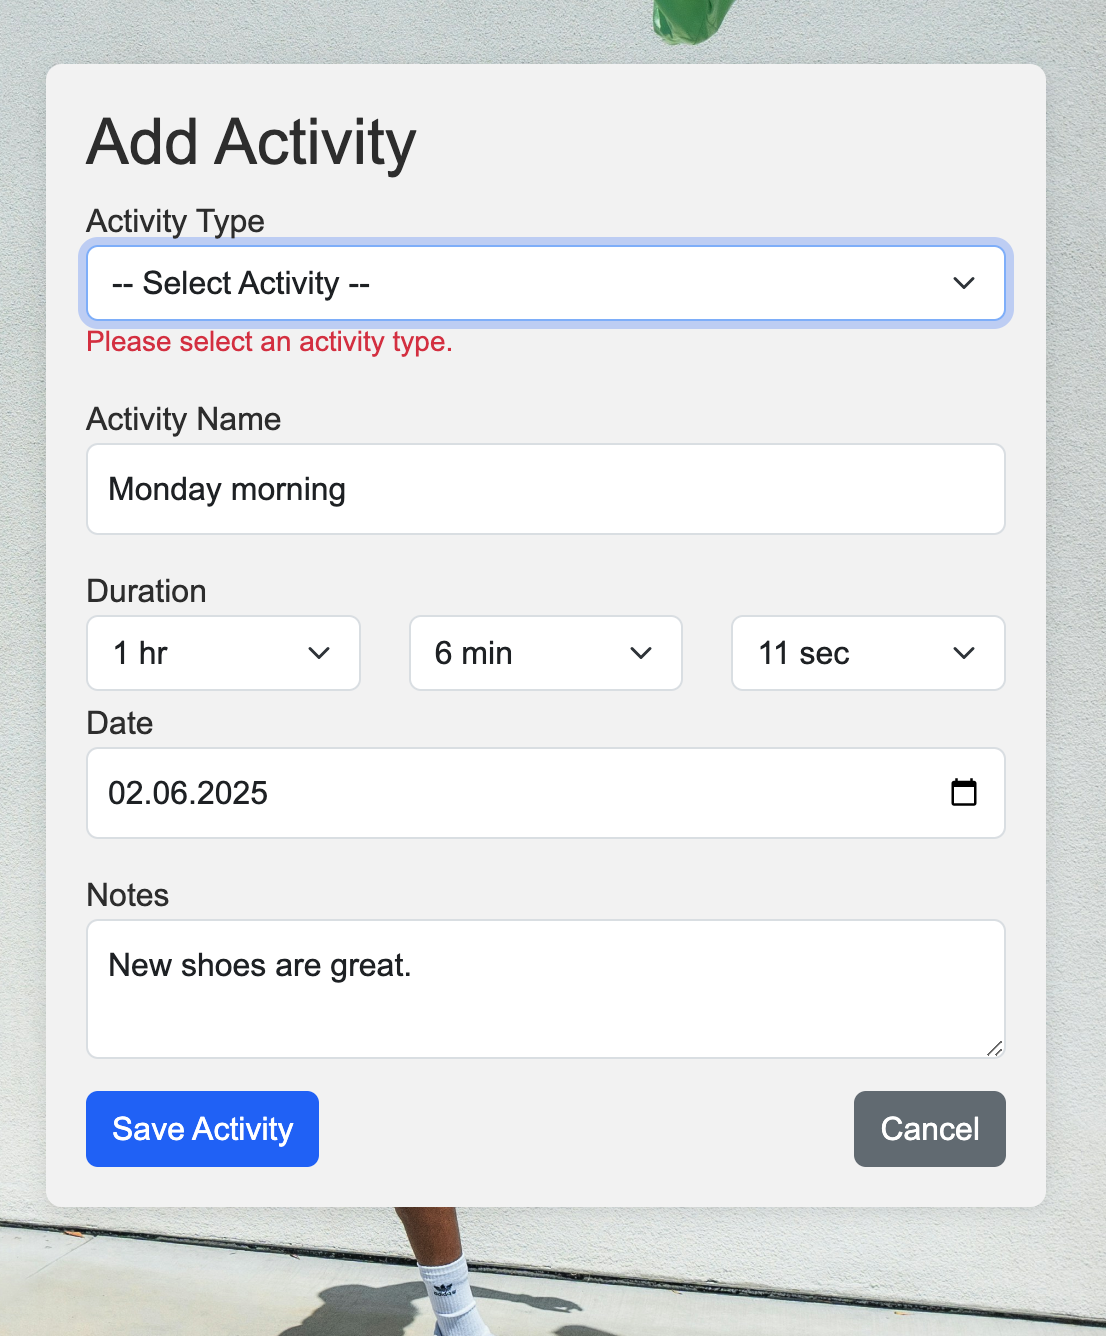 Add Activity
Activity Type
-- Select Activity --
Please select an activity type.
Activity Name
Monday morning
Duration
1 hr 6 min 11 sec
Date
02.06.2025
Notes
New shoes are great.
Save Activity Cancel
adidas